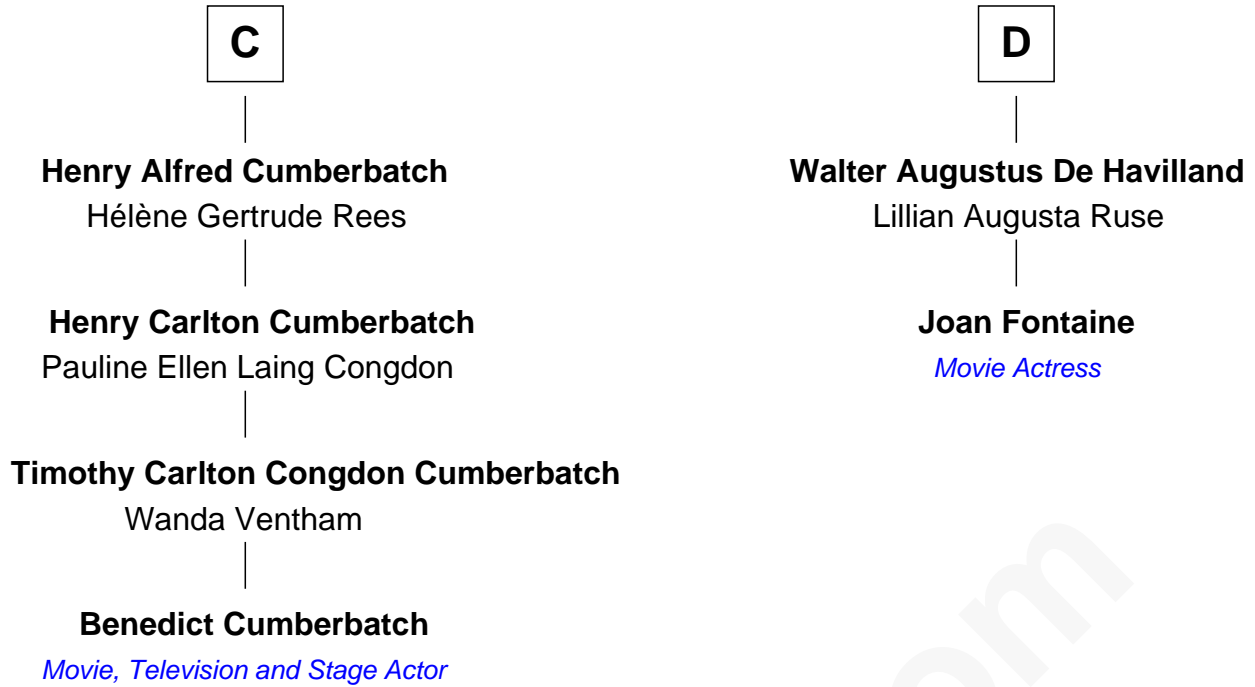 C
Henry Alfred Cumberbatch
Hélène Gertrude Rees
Henry Carlton Cumberbatch
Pauline Ellen Laing Congdon
Timothy Carlton Congdon Cumberbatch
Wanda Ventham
Benedict Cumberbatch
Movie, Television and Stage Actor
D
Walter Augustus De Havilland
Lillian Augusta Ruse
Joan Fontaine
Movie Actress
om